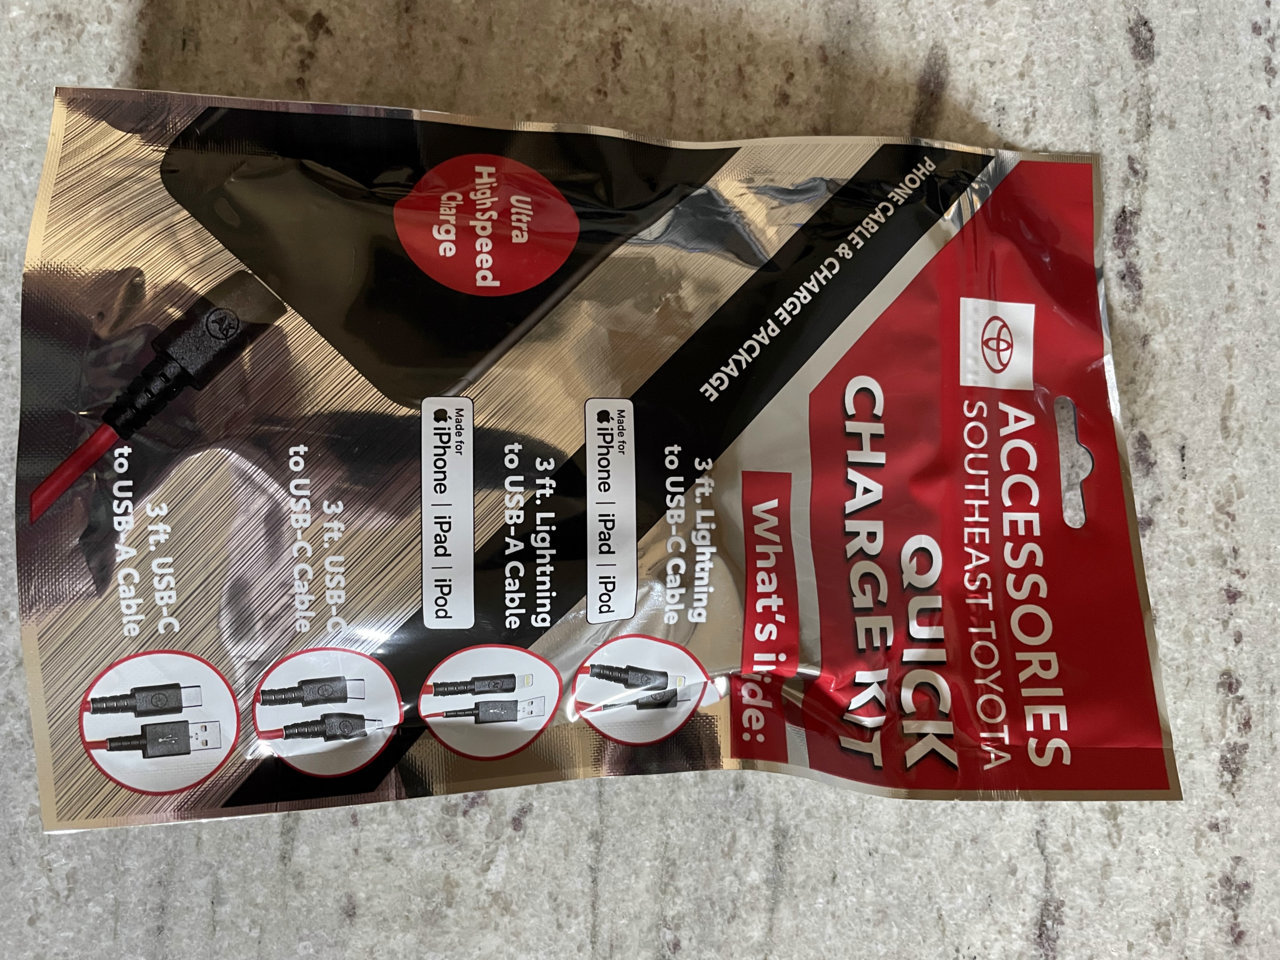 ACCESSORIES
SOUTHEAST TOYOTA
QUICK
CHARGE KIT
PHONE CABLE & CHARGE PACKAGE
What's
3 ft. Lightning
to USB-C Cable
Made for
iPhone | iPad | iPod
3 ft. Lightning
to USB-A Cable
Made for
iPhone | iPad | iPod
3 ft. USB-C
to USB-C Cable
3 ft. USB-C
to USB-A Cable
Ultra
High Speed
Charge